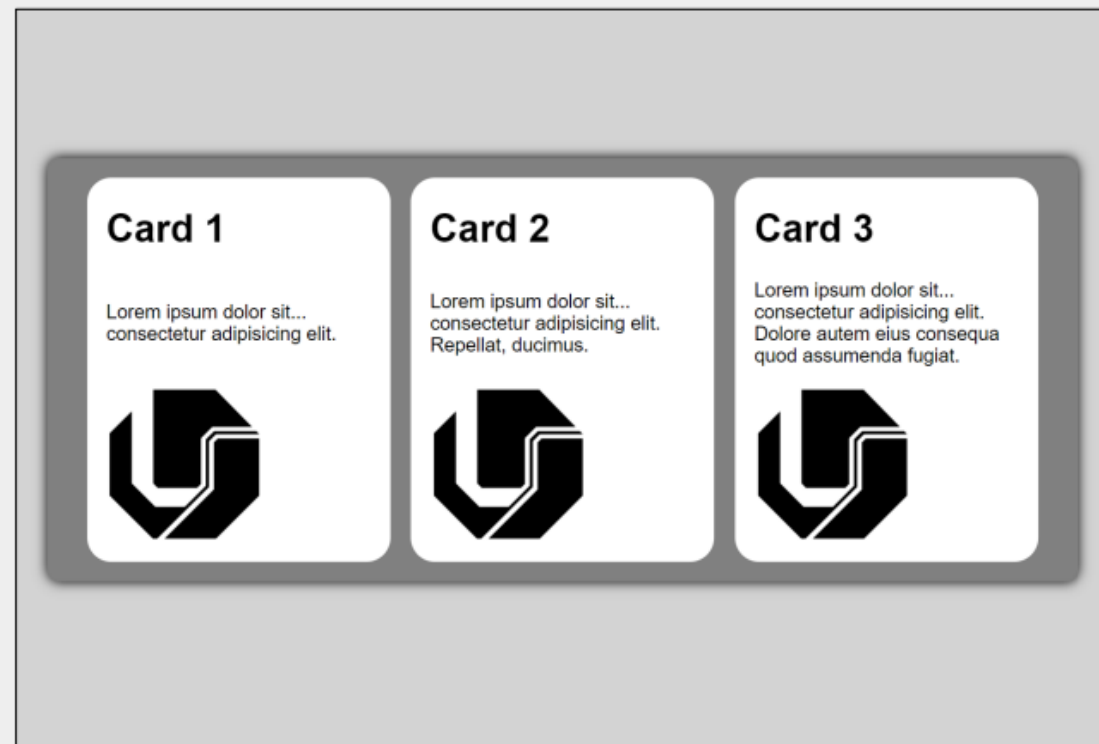 Card 1
Lorem ipsum dolor sit...
consectetur adipisicing elit.
Card 2
Lorem ipsum dolor sit...
consectetur adipisicing elit.
Repellat, ducimus.
Card 3
Lorem ipsum dolor sit...
consectetur adipisicing elit.
Dolore autem eius consequa
quod assumenda fugiat.